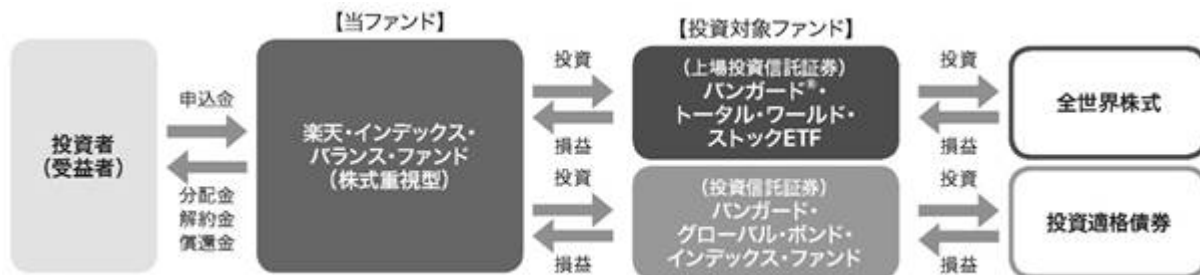 【当ファンド】
【投資対象ファンド】
投資者
(受益者)
申込金
分配金
解約金
償還金
楽天・インデックス・
バランス・ファンド
(株式重視型)
投資
損益
投資
損益
(上場投資信託証券)
バンガード®・
トータル・ワールド・
ストックETF
(投資信託証券)
バンガード・
グローバル・ボンド・
インデックス・ファンド
投資
損益
投資
損益
全世界株式
投資適格債券